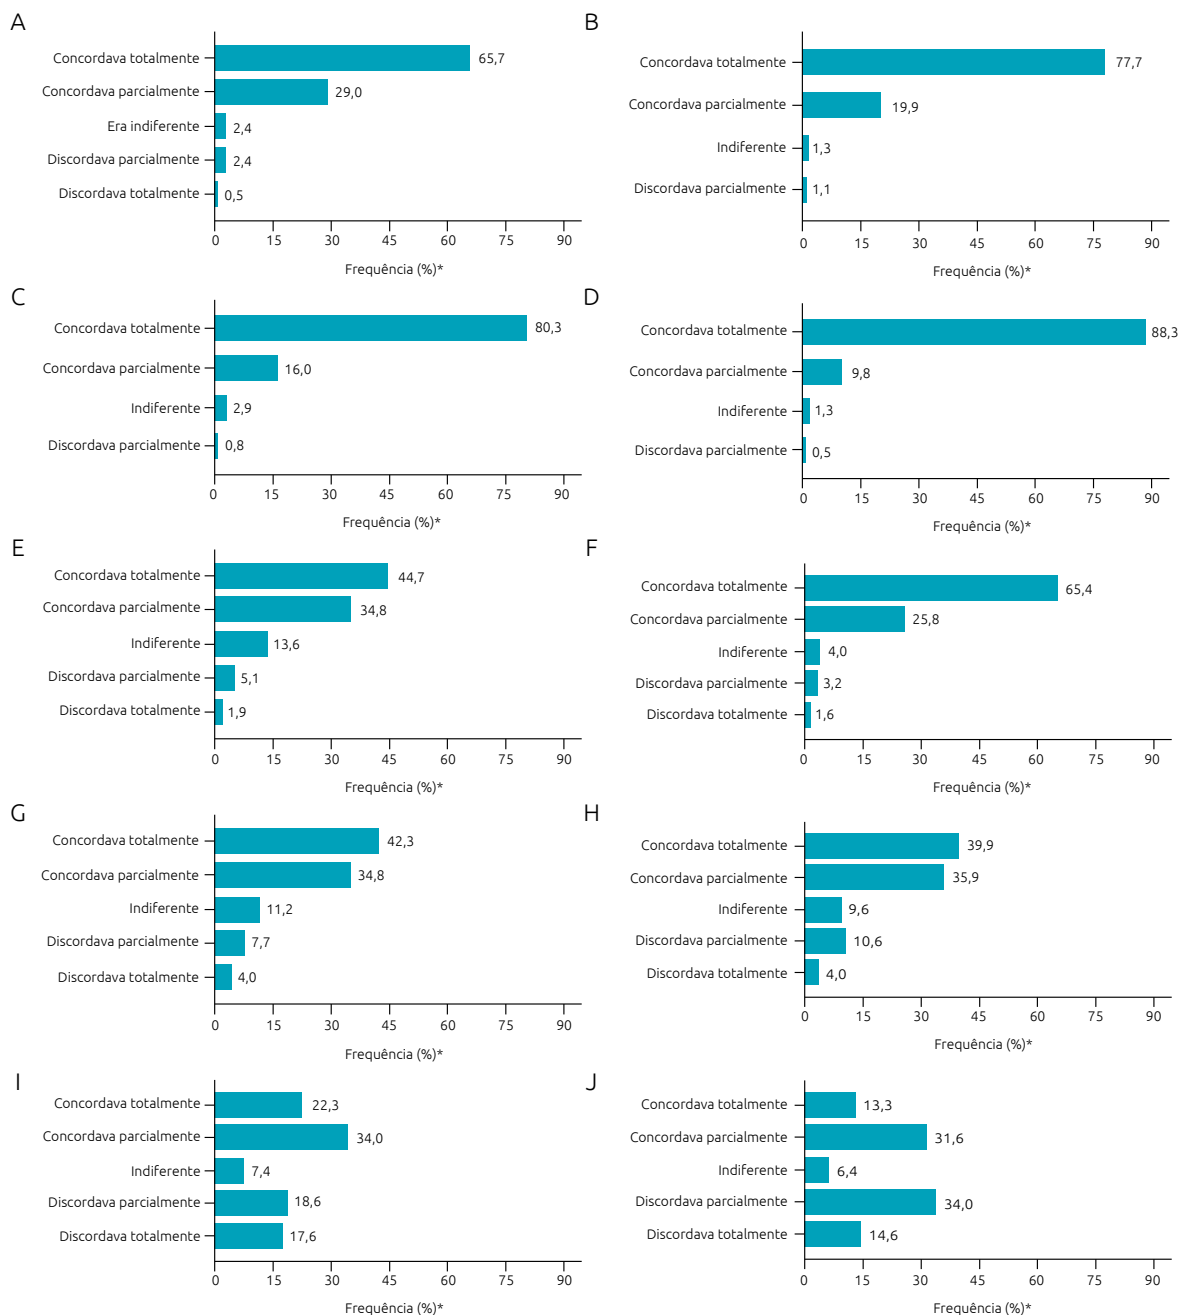 A
Concordava totalmente 65,7
Concordava parcialmente 29,0
Era indiferente 2,4
Discordava parcialmente 2,4
Discordava totalmente 0,5
0 15 30 45 60 75 90
Frequência (%)*
B
Concordava totalmente 77,7
Concordava parcialmente 19,9
Indiferente 1,3
Discordava parcialmente 1,1
0 15 30 45 60 75 90
Frequência (%)*
C
Concordava totalmente 80,3
Concordava parcialmente 16,0
Indiferente 2,9
Discordava parcialmente 0,8
0 15 30 45 60 75 90
Frequência (%)*
D
Concordava totalmente 88,3
Concordava parcialmente 9,8
Indiferente 1,3
Discordava parcialmente 0,5
0 15 30 45 60 75 90
Frequência (%)*
E
Concordava totalmente 44,7
Concordava parcialmente 34,8
Indiferente 13,6
Discordava parcialmente 5,1
Discordava totalmente 1,9
0 15 30 45 60 75 90
Frequência (%)*
F
Concordava totalmente 65,4
Concordava parcialmente 25,8
Indiferente 4,0
Discordava parcialmente 3,2
Discordava totalmente 1,6
0 15 30 45 60 75 90
Frequência (%)*
G
Concordava totalmente 42,3
Concordava parcialmente 34,8
Indiferente 11,2
Discordava parcialmente 7,7
Discordava totalmente 4,0
0 15 30 45 60 75 90
Frequência (%)*
H
Concordava totalmente 39,9
Concordava parcialmente 35,9
Indiferente 9,6
Discordava parcialmente 10,6
Discordava totalmente 4,0
0 15 30 45 60 75 90
Frequência (%)*
I
Concordava totalmente 22,3
Concordava parcialmente 34,0
Indiferente 7,4
Discordava parcialmente 18,6
Discordava totalmente 17,6
0 15 30 45 60 75 90
Frequência (%)*
J
Concordava totalmente 13,3
Concordava parcialmente 31,6
Indiferente 6,4
Discordava parcialmente 34,0
Discordava totalmente 14,6
0 15 30 45 60 75 90
Frequência (%)*